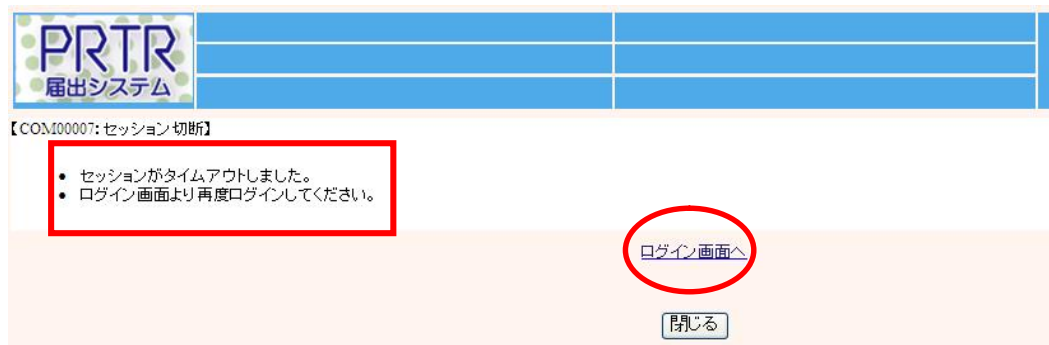 PRTR
届出システム
【COM00007:セッション切断】
• セッションがタイムアウトしました。
• ログイン画面より再度ログインしてください。
ログイン画面へ
閉じる